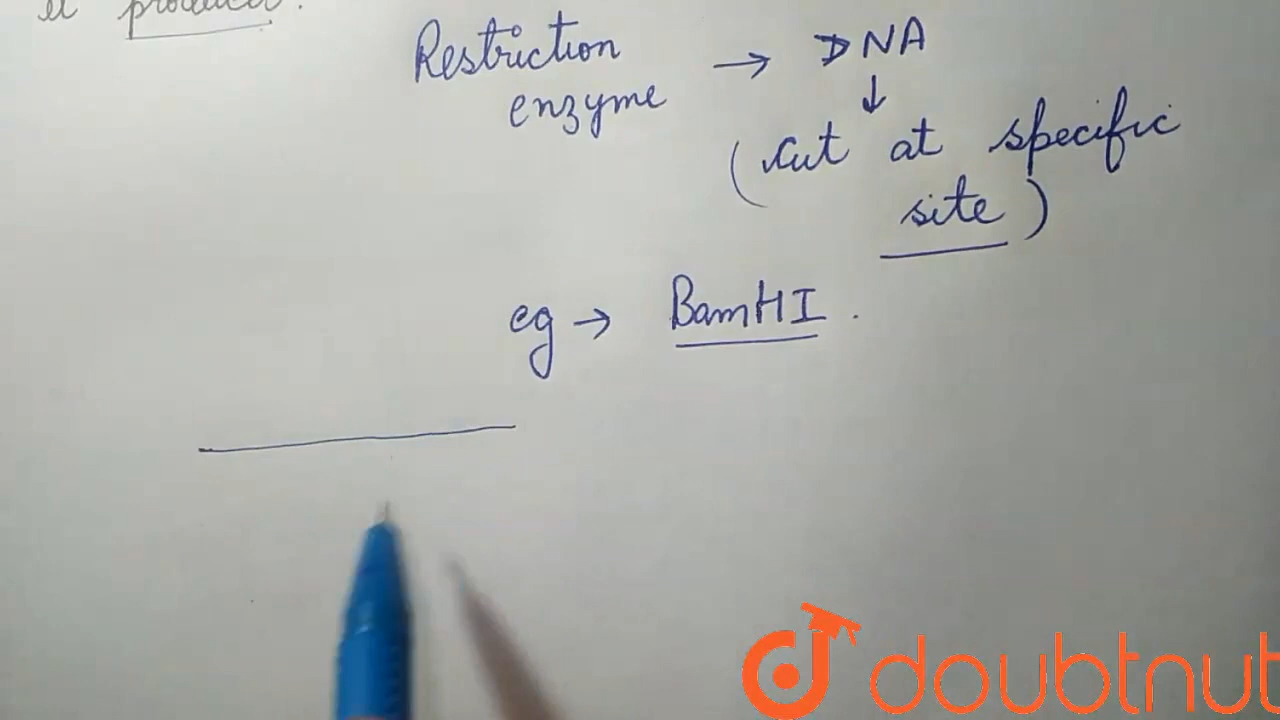 Restriction → DNA
enzyme
↓
(cut at specific
site)
eg → BamHI.
doubtnut